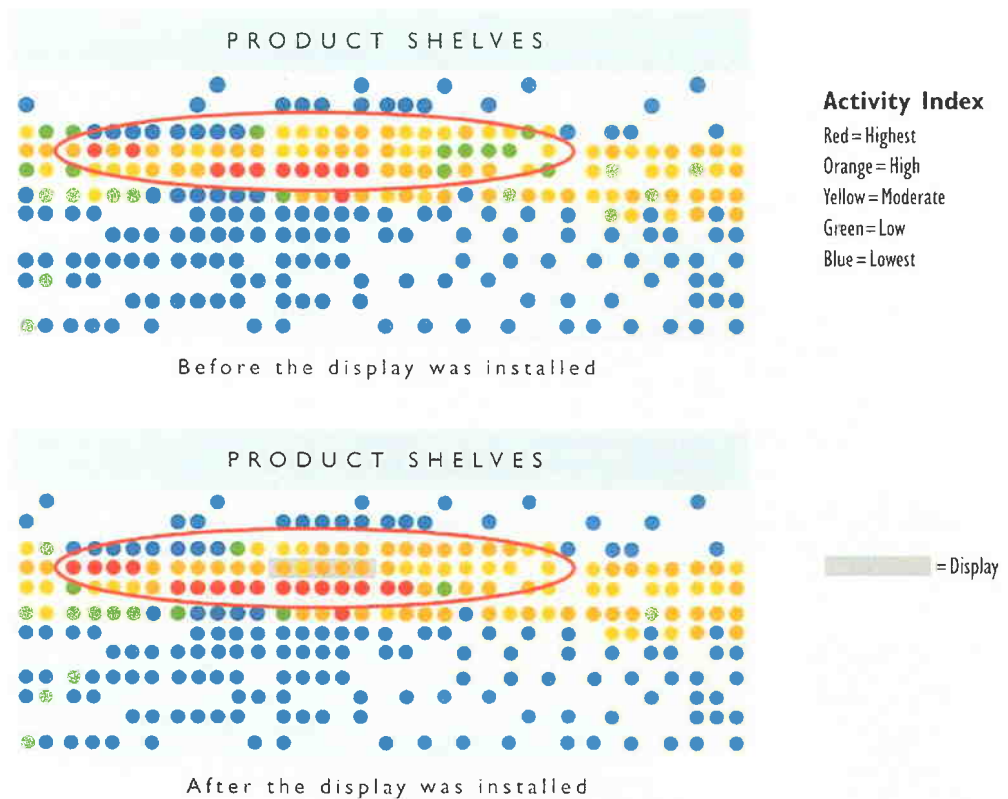 PRODUCT SHELVES
Activity Index
Red = Highest
Orange = High
Yellow = Moderate
Green = Low
Blue = Lowest
Before the display was installed
PRODUCT SHELVES
= Display
After the display was installed